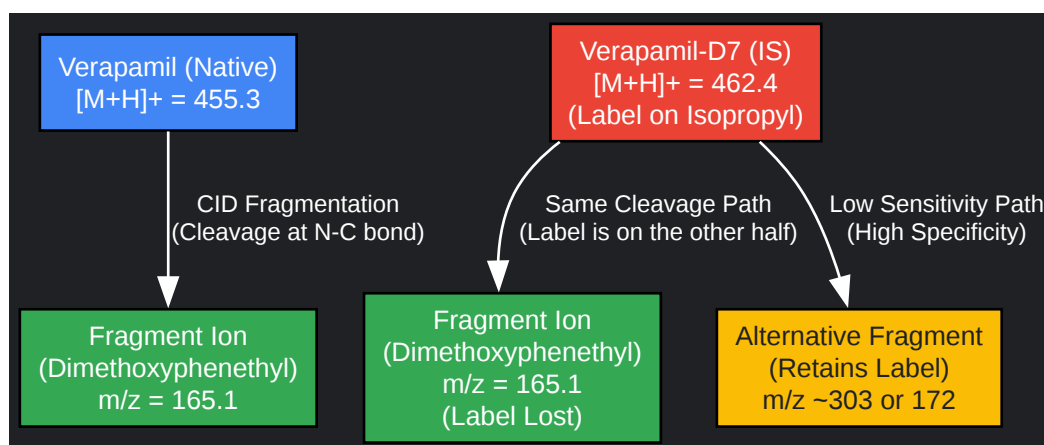 Verapamil (Native)
[M+H]+ = 455.3
Verapamil-D7 (IS)
[M+H]+ = 462.4
(Label on Isopropyl)
CID Fragmentation
(Cleavage at N-C bond)
Same Cleavage Path
(Label is on the other half)
Low Sensitivity Path
(High Specificity)
Fragment Ion
(Dimethoxyphenethyl)
m/z = 165.1
Fragment Ion
(Dimethoxyphenethyl)
m/z = 165.1
(Label Lost)
Alternative Fragment
(Retains Label)
m/z ~303 or 172